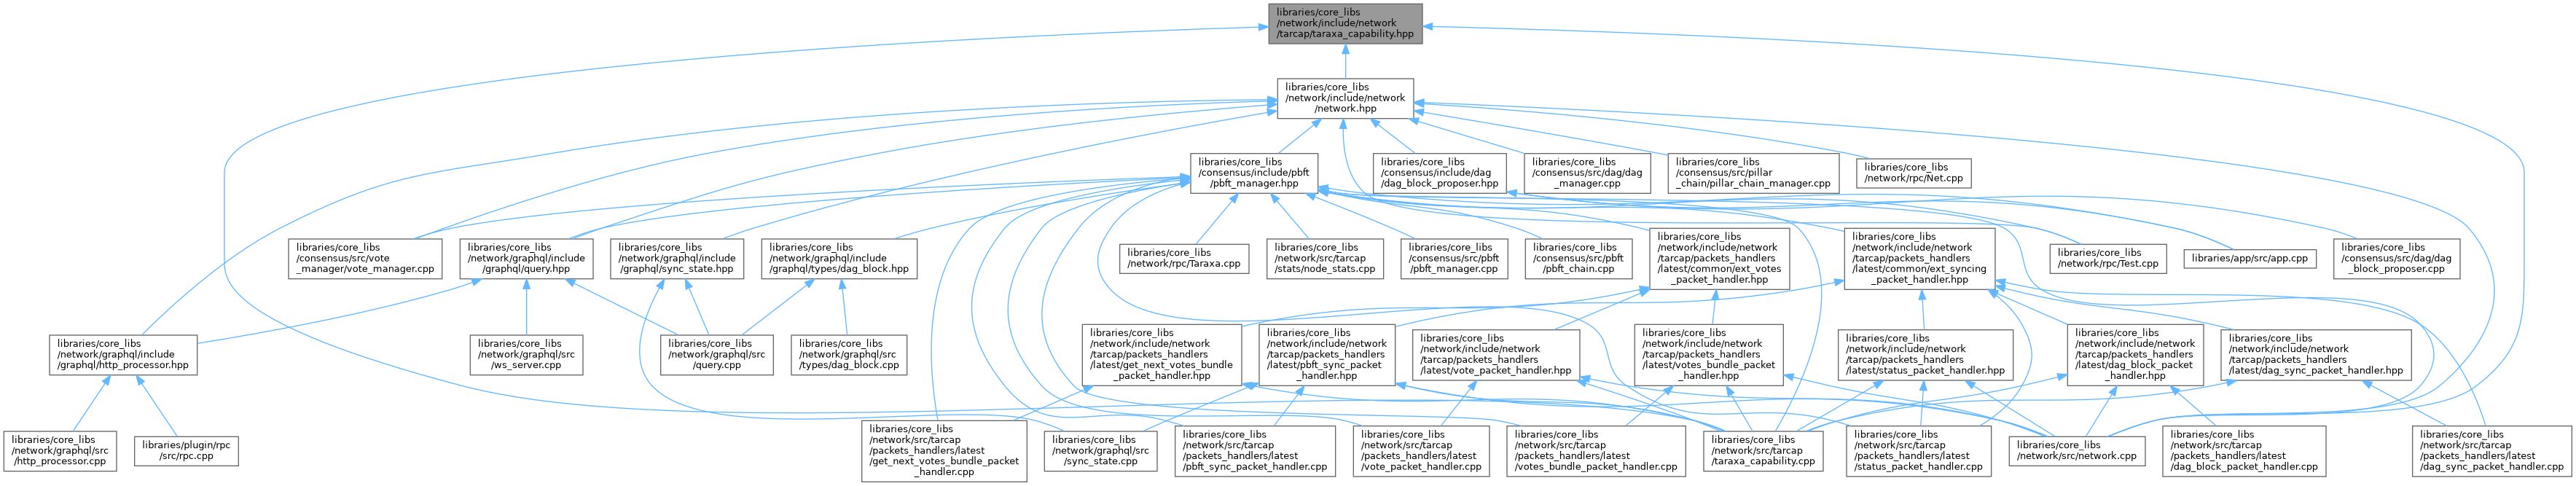 libraries/core_libs
/network/include/network
/tarcap/taraxa_capability.hpp
libraries/core_libs
/network/include/network
/network.hpp
libraries/core_libs
/consensus/include/pbft
/pbft_manager.hpp
libraries/core_libs
/consensus/include/dag
/dag_block_proposer.hpp
libraries/core_libs
/consensus/src/dag/dag
_manager.cpp
libraries/core_libs
/consensus/src/pillar
_chain/pillar_chain_manager.cpp
libraries/core_libs
/network/rpc/Net.cpp
libraries/core_libs
/consensus/src/vote
_manager/vote_manager.cpp
libraries/core_libs
/network/graphql/include
/graphql/query.hpp
libraries/core_libs
/network/graphql/include
/graphql/sync_state.hpp
libraries/core_libs
/network/graphql/include
/graphql/types/dag_block.hpp
libraries/core_libs
/network/rpc/Taraxa.cpp
libraries/core_libs
/network/src/tarcap
/stats/node_stats.cpp
libraries/core_libs
/consensus/src/pbft
/pbft_manager.cpp
libraries/core_libs
/consensus/src/pbft
/pbft_chain.cpp
libraries/core_libs
/network/include/network
/tarcap/packets_handlers
/latest/common/ext_votes
_packet_handler.hpp
libraries/core_libs
/network/include/network
/tarcap/packets_handlers
/latest/common/ext_syncing
_packet_handler.hpp
libraries/core_libs
/network/rpc/Test.cpp
libraries/app/src/app.cpp
libraries/core_libs
/consensus/src/dag/dag
_block_proposer.cpp
libraries/core_libs
/network/graphql/include
/graphql/http_processor.hpp
libraries/core_libs
/network/graphql/src
/ws_server.cpp
libraries/core_libs
/network/graphql/src
/query.cpp
libraries/core_libs
/network/graphql/src
/types/dag_block.cpp
libraries/core_libs
/network/include/network
/tarcap/packets_handlers
/latest/get_next_votes_bundle
_packet_handler.hpp
libraries/core_libs
/network/include/network
/tarcap/packets_handlers
/latest/pbft_sync_packet
_handler.hpp
libraries/core_libs
/network/include/network
/tarcap/packets_handlers
/latest/vote_packet_handler.hpp
libraries/core_libs
/network/include/network
/tarcap/packets_handlers
/latest/votes_bundle_packet
_handler.hpp
libraries/core_libs
/network/include/network
/tarcap/packets_handlers
/latest/status_packet_handler.hpp
libraries/core_libs
/network/include/network
/tarcap/packets_handlers
/latest/dag_block_packet
_handler.hpp
libraries/core_libs
/network/include/network
/tarcap/packets_handlers
/latest/dag_sync_packet_handler.hpp
libraries/core_libs
/network/graphql/src
/http_processor.cpp
libraries/plugin/rpc
/src/rpc.cpp
libraries/core_libs
/network/src/tarcap
/packets_handlers/latest
/get_next_votes_bundle_packet
_handler.cpp
libraries/core_libs
/network/graphql/src
/sync_state.cpp
libraries/core_libs
/network/src/tarcap
/packets_handlers/latest
/pbft_sync_packet_handler.cpp
libraries/core_libs
/network/src/tarcap
/packets_handlers/latest
/vote_packet_handler.cpp
libraries/core_libs
/network/src/tarcap
/packets_handlers/latest
/votes_bundle_packet_handler.cpp
libraries/core_libs
/network/src/tarcap
/taraxa_capability.cpp
libraries/core_libs
/network/src/tarcap
/packets_handlers/latest
/status_packet_handler.cpp
libraries/core_libs
/network/src/network.cpp
libraries/core_libs
/network/src/tarcap
/packets_handlers/latest
/dag_block_packet_handler.cpp
libraries/core_libs
/network/src/tarcap
/packets_handlers/latest
/dag_sync_packet_handler.cpp